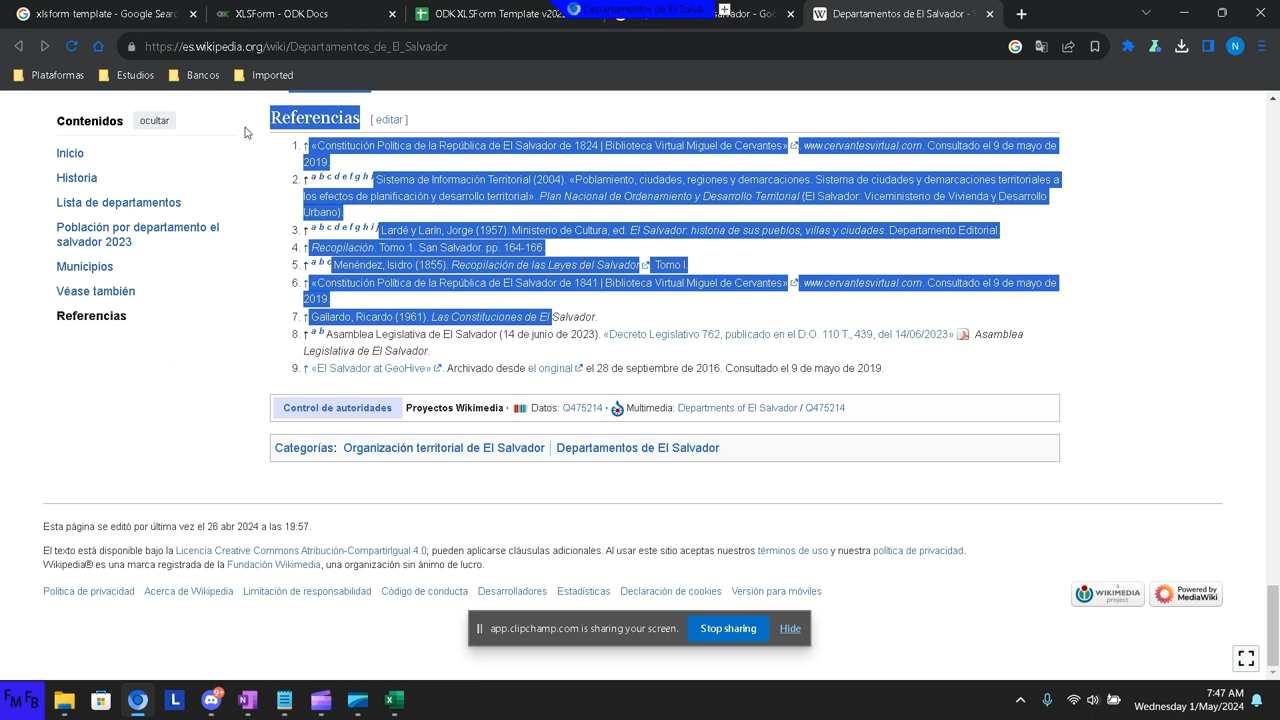 xlsform template - Google Searc
XLSForm - ODK Docs
ODK XLSForm Template v202
Departamentos de El Salva...
Departamentos de El Salvador -
https://es.wikipedia.org/wiki/Departamentos_de_El_Salvador
N
Plataformas
Estudios
Bancos
Imported
Contenidos
ocultar
Inicio
Historia
Lista de departamentos
Población por departamento el
salvador 2023
Municipios
Véase también
Referencias
Referencias [ editar ]
1. ↑ «Constitución Política de la República de El Salvador de 1824 | Biblioteca Virtual Miguel de Cervantes» . www.cervantesvirtual.com. Consultado el 9 de mayo de
2019.
2. ↑ a b c d e f g h i Sistema de Información Territorial (2004). «Poblamiento, ciudades, regiones y demarcaciones. Sistema de ciudades y demarcaciones territoriales a
los efectos de planificación y desarrollo territorial». Plan Nacional de Ordenamiento y Desarrollo Territorial (El Salvador: Viceministerio de Vivienda y Desarrollo
Urbano).
3. ↑ a b c d e f g h i j Lardé y Larín, Jorge (1957). Ministerio de Cultura, ed. El Salvador: historia de sus pueblos, villas y ciudades. Departamento Editorial.
4. ↑ Recopilación. Tomo 1. San Salvador. pp. 164-166.
5. ↑ a b c Menéndez, Isidro (1855). Recopilación de las Leyes del Salvador . Tomo I.
6. ↑ «Constitución Política de la República de El Salvador de 1841 | Biblioteca Virtual Miguel de Cervantes» . www.cervantesvirtual.com. Consultado el 9 de mayo de
2019.
7. ↑ Gallardo, Ricardo (1961). Las Constituciones de El Salvador.
8. ↑ a b Asamblea Legislativa de El Salvador (14 de junio de 2023). «Decreto Legislativo 762, publicado en el D.O. 110 T., 439, del 14/06/2023» . Asamblea
Legislativa de El Salvador.
9. ↑ «El Salvador at GeoHive» . Archivado desde el original el 28 de septiembre de 2016. Consultado el 9 de mayo de 2019.
Control de autoridades
Proyectos Wikimedia · Datos: Q475214 · Multimedia: Departments of El Salvador / Q475214
Categorías: Organización territorial de El Salvador | Departamentos de El Salvador
Esta página se editó por última vez el 26 abr 2024 a las 19:57.
El texto está disponible bajo la Licencia Creative Commons Atribución-CompartirIgual 4.0; pueden aplicarse cláusulas adicionales. Al usar este sitio aceptas nuestros términos de uso y nuestra política de privacidad.
Wikipedia® es una marca registrada de la Fundación Wikimedia, una organización sin ánimo de lucro.
Política de privacidad Acerca de Wikipedia Limitación de responsabilidad Código de conducta Desarrolladores Estadísticas Declaración de cookies Versión para móviles
a WIKIMEDIA project
Powered by MediaWiki
app.clipchamp.com is sharing your screen. Stop sharing Hide
FM FB
L
9+
7:47 AM
Wednesday 1/May/2024